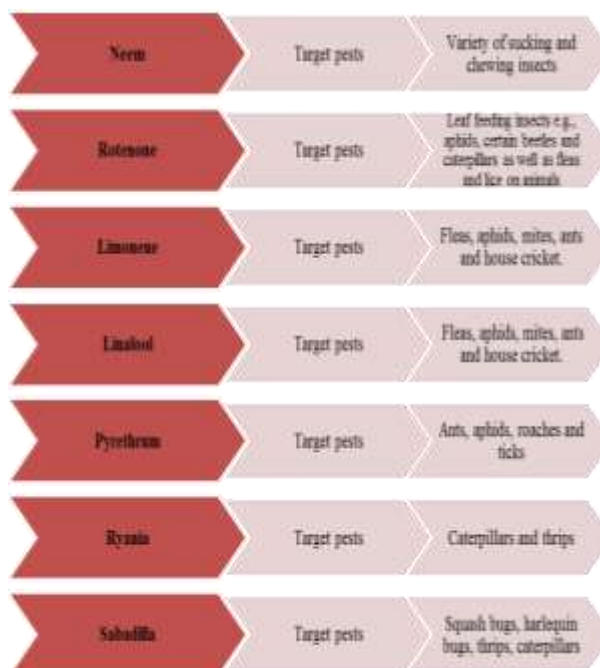 Neem
Target pests
Variety of sucking and
chewing insects
Rotenone
Target pests
Leaf feeding insects e.g.,
aphids, certain beetles and
caterpillars as well as fleas
and lice on animals
Limonene
Target pests
Fleas, aphids, mites, ants
and house cricket.
Linalool
Target pests
Fleas, aphids, mites, ants
and house cricket.
Pyrethrum
Target pests
Ants, aphids, roaches and
ticks
Ryania
Target pests
Caterpillars and thrips
Sabadilla
Target pests
Squash bugs, harlequin
bugs, thrips, caterpillars